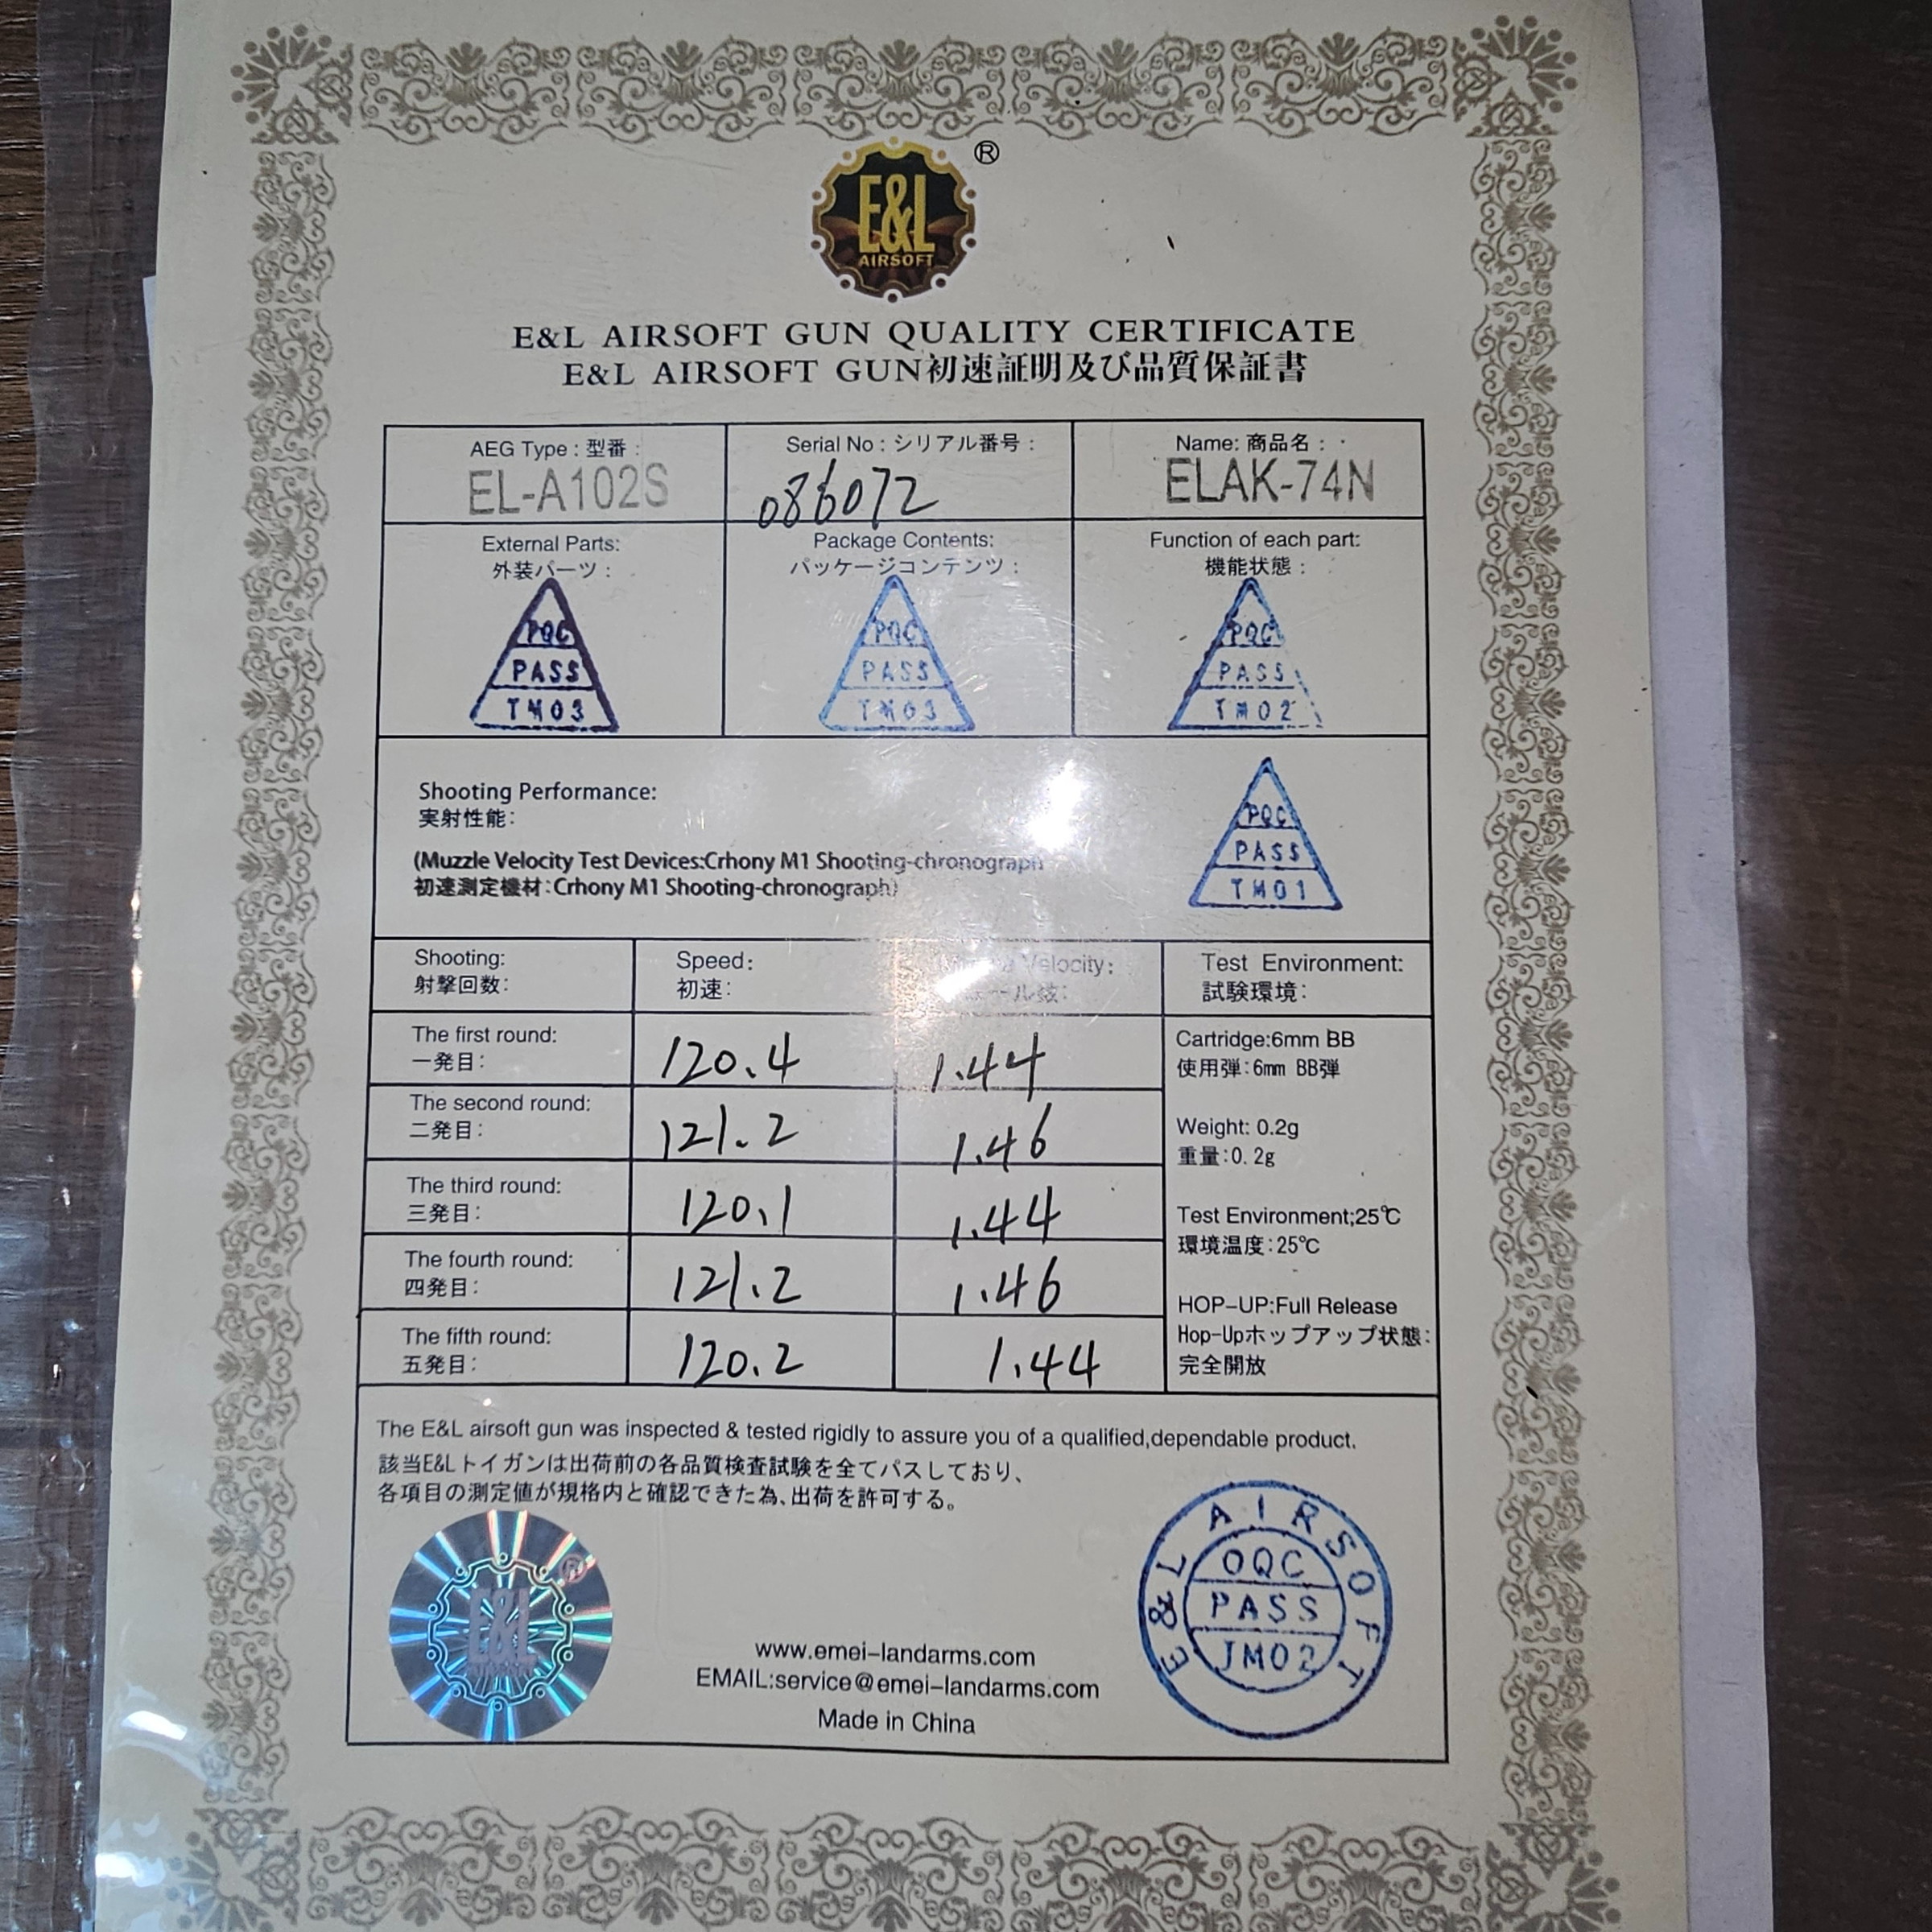 ®
E&L
AIRSOFT
E&L AIRSOFT GUN QUALITY CERTIFICATE
E&L AIRSOFT GUN初速証明及び品質保証書
AEG Type : 型番 :
EL-A102S
Serial No : シリアル番号 :
086072
Name: 商品名 :
ELAK-74N
External Parts:
外装パーツ :
PQC
PASS
TM03
Package Contents:
パッケージコンテンツ :
PQC
PASS
TM03
Function of each part:
機能状態 :
PQC
PASS
TM02
Shooting Performance:
実射性能:
(Muzzle Velocity Test Devices:Crhony M1 Shooting-chronograph
初速測定機材:Crhony M1 Shooting-chronograph)
PQC
PASS
TM01
Shooting:
射撃回数:
Speed:
初速:
Velocity:
Test Environment:
試験環境:
The first round:
一発目:
120.4
1.44
The second round:
二発目:
121.2
1.46
The third round:
三発目:
120.1
1.44
The fourth round:
四発目:
121.2
1.46
The fifth round:
五発目:
120.2
1.44
Cartridge:6mm BB
使用弾:6mm BB弾
Weight: 0.2g
重量:0.2g
Test Environment;25℃
環境温度:25℃
HOP-UP:Full Release
Hop-Upホップアップ状態:
完全開放
The E&L airsoft gun was inspected & tested rigidly to assure you of a qualified,dependable product.
該当E&Lトイガンは出荷前の各品質検査試験を全てパスしており、
各項目の測定値が規格内と確認できた為、出荷を許可する。
®
E&L
AIRSOFT
www.emei-landarms.com
EMAIL:service@emei-landarms.com
Made in China
E&L AIRSOFT
OQC
PASS
JM02